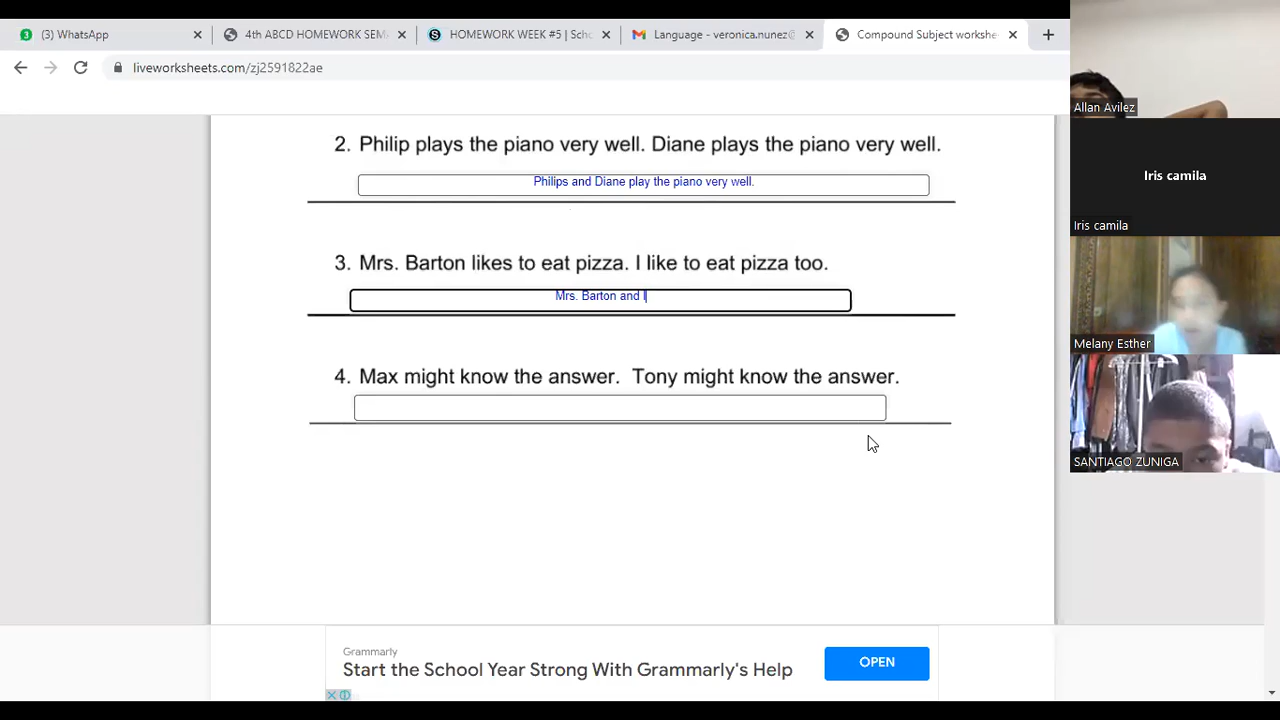 (3) WhatsApp
4th ABCD HOMEWORK SEM
HOMEWORK WEEK #5 | Sch
Language - veronica.nunez@
Compound Subject workshe
liveworksheets.com/zj2591822ae
2. Philip plays the piano very well. Diane plays the piano very well.
Philips and Diane play the piano very well.
3. Mrs. Barton likes to eat pizza. I like to eat pizza too.
Mrs. Barton and I
4. Max might know the answer. Tony might know the answer.
Grammarly
Start the School Year Strong With Grammarly's Help
OPEN
Allan Avilez
Iris camila
Iris camila
Melany Esther
SANTIAGO ZUNIGA